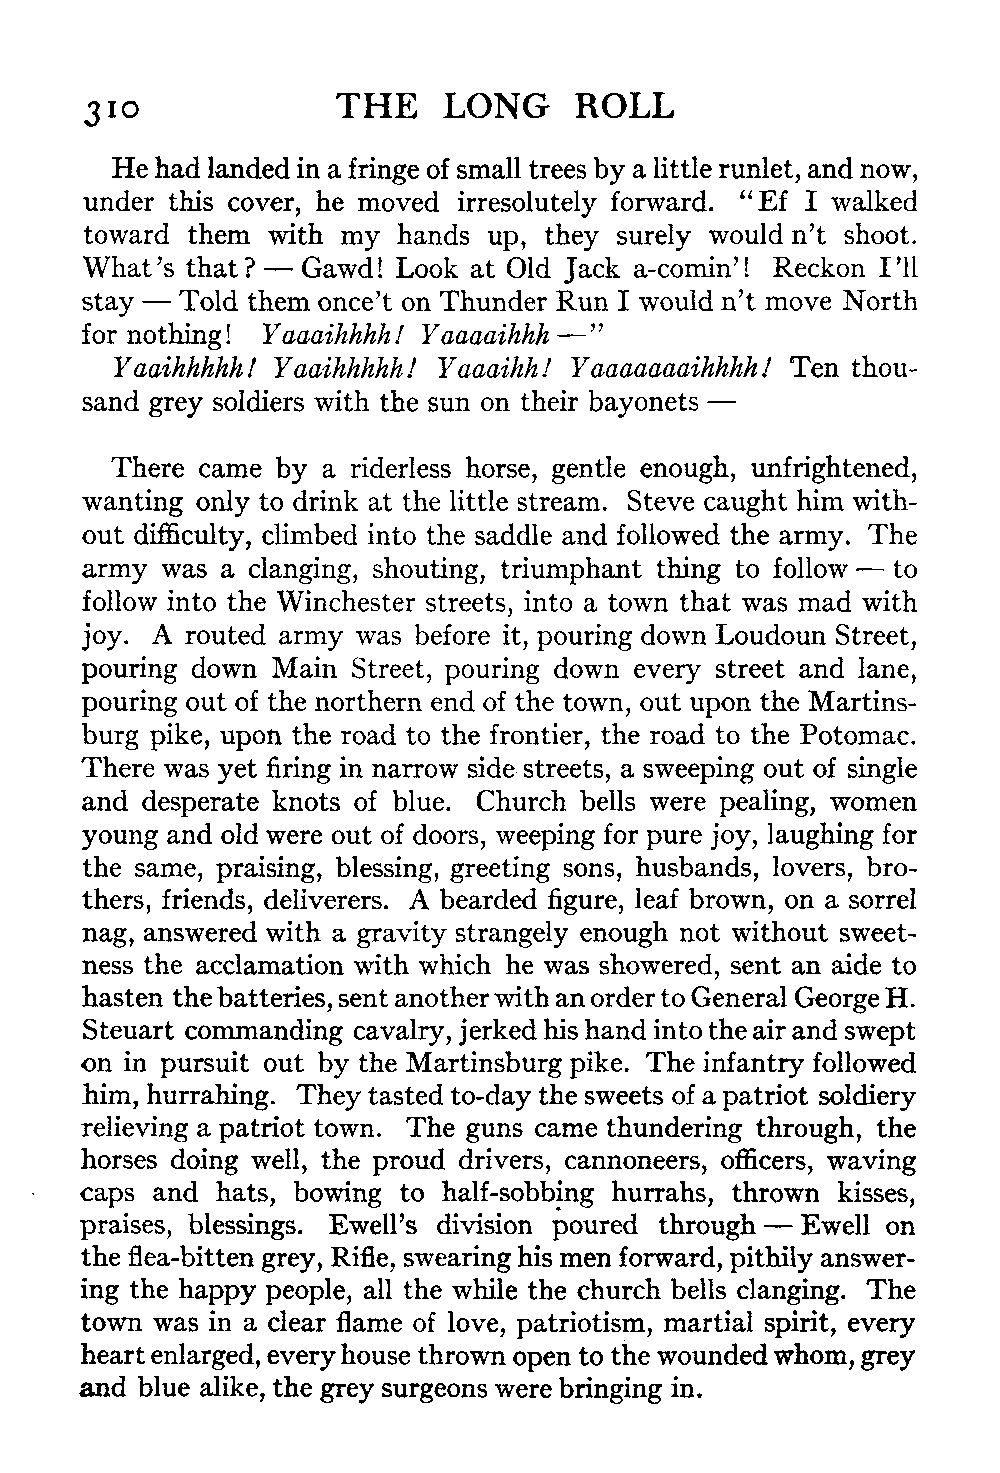 310 THE LONG ROLL
He had landed in a fringe of small trees by a little runlet, and now,
under this cover, he moved irresolutely forward. "Ef I walked
toward them with my hands up, they surely would n't shoot.
What's that? — Gawd! Look at Old Jack a-comin'! Reckon I'll
stay — Told them once't on Thunder Run I would n't move North
for nothing! Yaaaihhhh! Yaaaaihhh —"
Yaaihhhhh! Yaaihhhhh! Yaaaihh! Yaaaaaaaihhhh! Ten thou-
sand grey soldiers with the sun on their bayonets —
There came by a riderless horse, gentle enough, unfrightened,
wanting only to drink at the little stream. Steve caught him with-
out difficulty, climbed into the saddle and followed the army. The
army was a clanging, shouting, triumphant thing to follow — to
follow into the Winchester streets, into a town that was mad with
joy. A routed army was before it, pouring down Loudoun Street,
pouring down Main Street, pouring down every street and lane,
pouring out of the northern end of the town, out upon the Martins-
burg pike, upon the road to the frontier, the road to the Potomac.
There was yet firing in narrow side streets, a sweeping out of single
and desperate knots of blue. Church bells were pealing, women
young and old were out of doors, weeping for pure joy, laughing for
the same, praising, blessing, greeting sons, husbands, lovers, bro-
thers, friends, deliverers. A bearded figure, leaf brown, on a sorrel
nag, answered with a gravity strangely enough not without sweet-
ness the acclamation with which he was showered, sent an aide to
hasten the batteries, sent another with an order to General George H.
Steuart commanding cavalry, jerked his hand into the air and swept
on in pursuit out by the Martinsburg pike. The infantry followed
him, hurrahing. They tasted to-day the sweets of a patriot soldiery
relieving a patriot town. The guns came thundering through, the
horses doing well, the proud drivers, cannoneers, officers, waving
caps and hats, bowing to half-sobbing hurrahs, thrown kisses,
praises, blessings. Ewell's division poured through — Ewell on
the flea-bitten grey, Rifle, swearing his men forward, pithily answer-
ing the happy people, all the while the church bells clanging. The
town was in a clear flame of love, patriotism, martial spirit, every
heart enlarged, every house thrown open to the wounded whom, grey
and blue alike, the grey surgeons were bringing in.